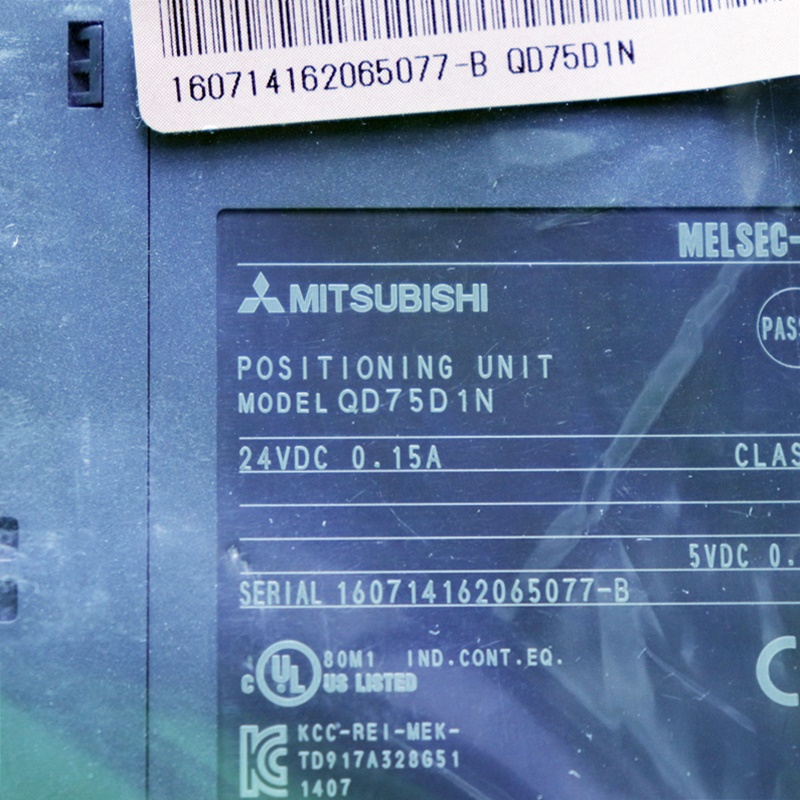 160714162065077-B QD75D1N
MELSEC-
MITSUBISHI
PASS
POSITIONING UNIT
MODEL QD75D1N
24VDC 0.15A CLAS
5VDC 0.
SERIAL 160714162065077-B
C UL 80M1 IND.CONT.EQ.
US LISTED
KCC-REI-MEK-
TD917A328G51
1407